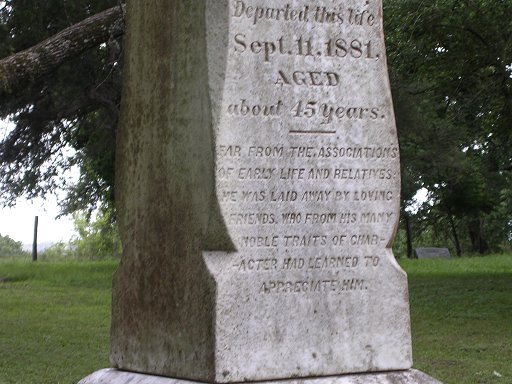 Departed this life
Sept. 11, 1881,
AGED
about 45 years.
FAR FROM THE ASSOCIATIONS
OF EARLY LIFE AND RELATIVES:
HE WAS LAID AWAY BY LOVING
FRIENDS, WHO FROM HIS MANY
NOBLE TRAITS OF CHAR-
-ACTER HAD LEARNED TO
APPRECIATE HIM.